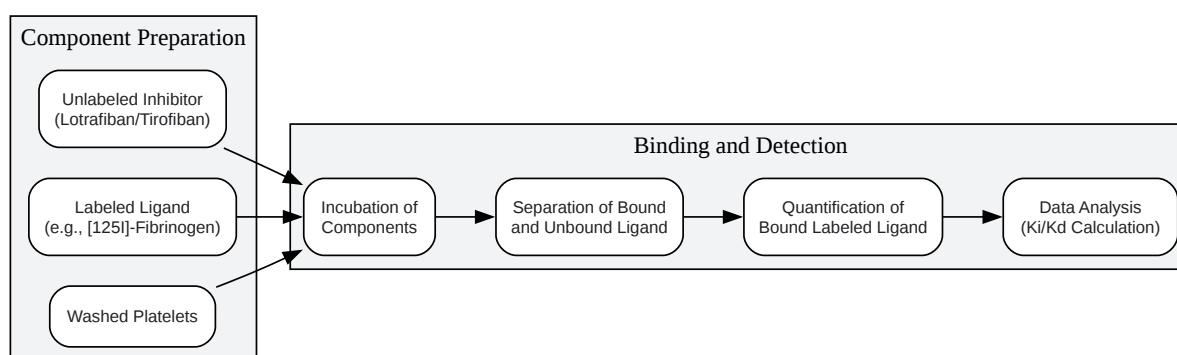 Component Preparation
Unlabeled Inhibitor
(Lotrafiban/Tirofiban)
Labeled Ligand
(e.g., [125I]-Fibrinogen)
Washed Platelets
Binding and Detection
Incubation of
Components
Separation of Bound
and Unbound Ligand
Quantification of
Bound Labeled Ligand
Data Analysis
(Ki/Kd Calculation)